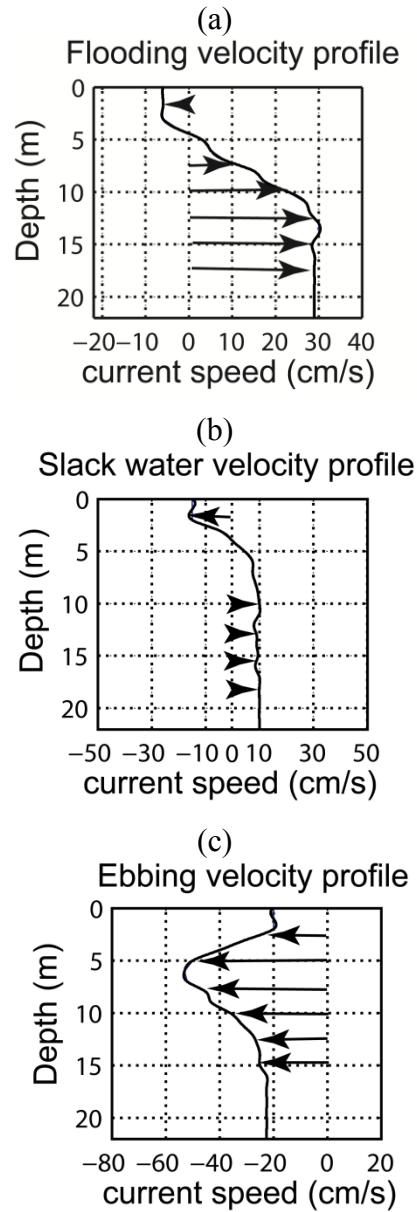 (a)
Flooding velocity profile
0
5
10
15
20
Depth (m)
−20 −10 0 10 20 30 40
current speed (cm/s)
(b)
Slack water velocity profile
0
5
10
15
20
Depth (m)
−50 −30 −10 0 10 30 50
current speed (cm/s)
(c)
Ebbing velocity profile
0
5
10
15
20
Depth (m)
−80 −60 −40 −20 0 20
current speed (cm/s)